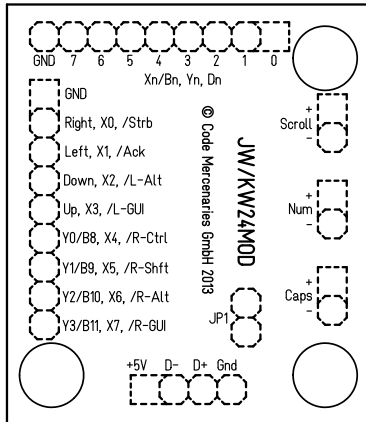 GND 7 6 5 4 3 2 1 0
Xn/Bn, Yn, Dn
GND
Right, X0, /Strb
Left, X1, /Ack
Down, X2, /L-Alt
Up, X3, /L-GUI
Y0/B8, X4, /R-Ctrl
Y1/B9, X5, /R-Shft
Y2/B10, X6, /R-Alt
Y3/B11, X7, /R-GUI
© Code Mercenaries GmbH 2013
JW/KW24MOD
JP1
+
Scroll
-
+
Num
-
+
Caps
-
+5V D- D+ Gnd